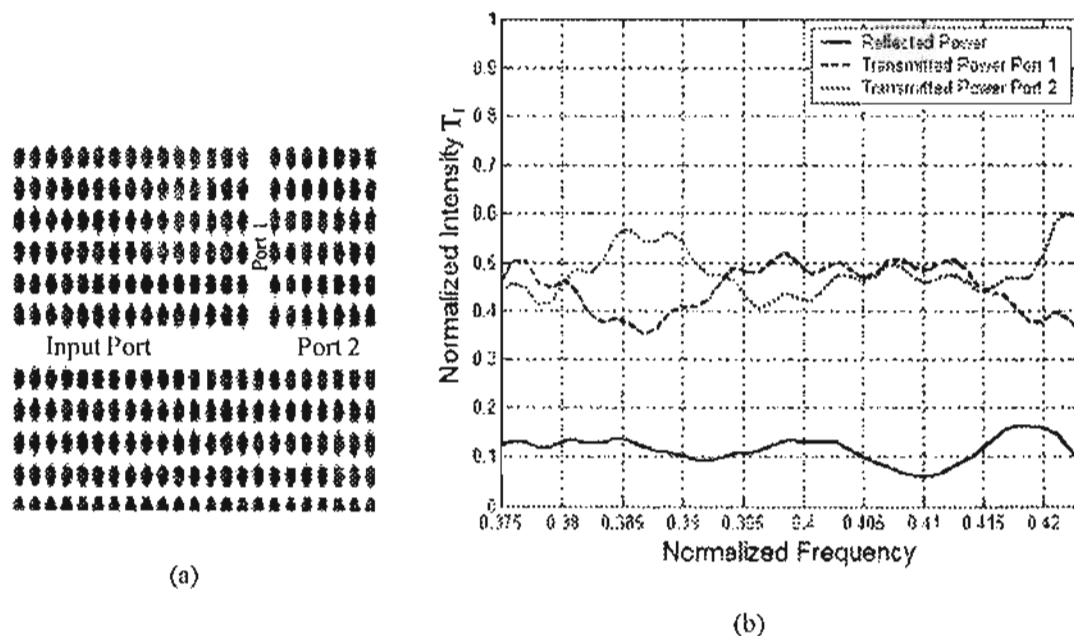 Port 1
Input Port
Port 2
(a)
Normalized Intensity T_r
1
0.9
0.8
0.7
0.6
0.5
0.4
0.3
0.2
0.1
0
Reflected Power
Transmitted Power Port 1
Transmitted Power Port 2
0.375 0.38 0.385 0.39 0.395 0.4 0.405 0.41 0.415 0.42
Normalized Frequency
(b)